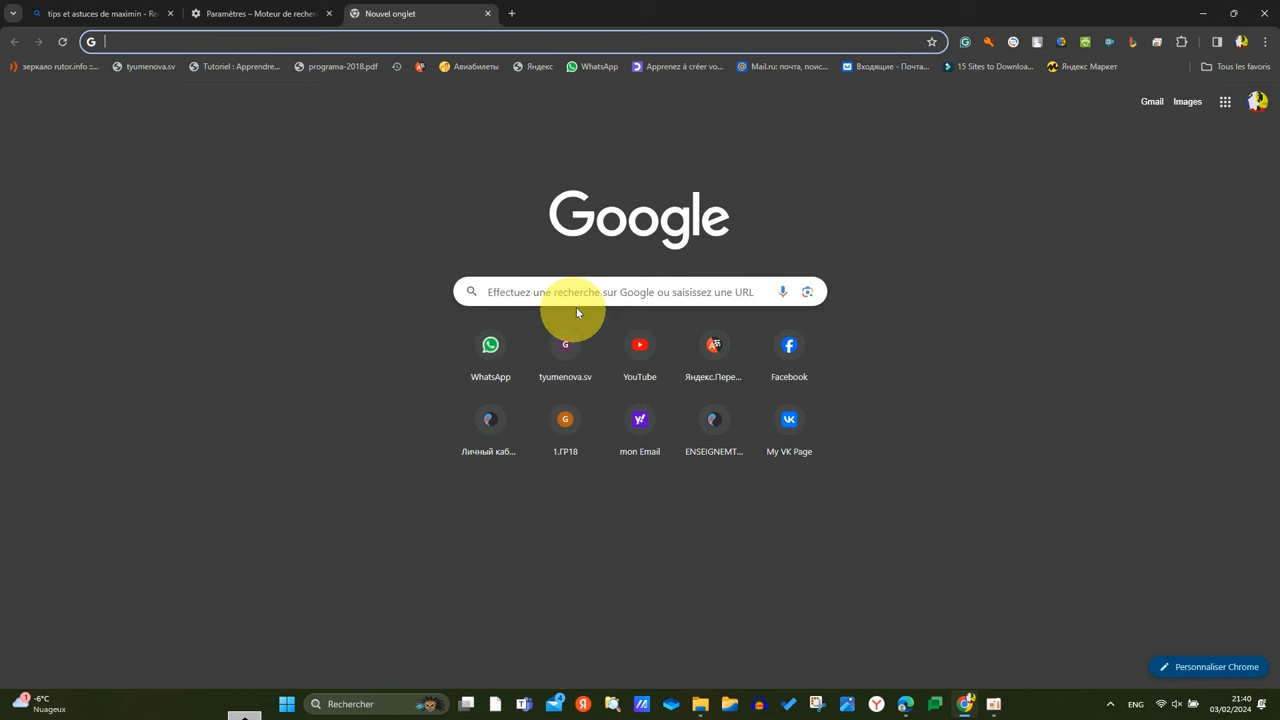 tips et astuces de maximin - Re
Paramètres – Moteur de recher
Nouvel onglet
зеркало rutor.info ::...
tyumenova.sv
Tutoriel : Apprendre...
programa-2018.pdf
Авиабилеты
Яндекс
WhatsApp
Apprenez à créer vo...
Mail.ru: почта, поис...
Входящие - Почта...
15 Sites to Downloa...
Яндекс Маркет
Tous les favoris
Gmail
Images
Google
Effectuez une recherche sur Google ou saisissez une URL
WhatsApp
tyumenova.sv
YouTube
Яндекс.Пере...
Facebook
Личный каб...
1.ГР18
mon Email
ENSEIGNEMT...
My VK Page
Personnaliser Chrome
-6°C
Nuageux
Rechercher
ENG
21:40
03/02/2024